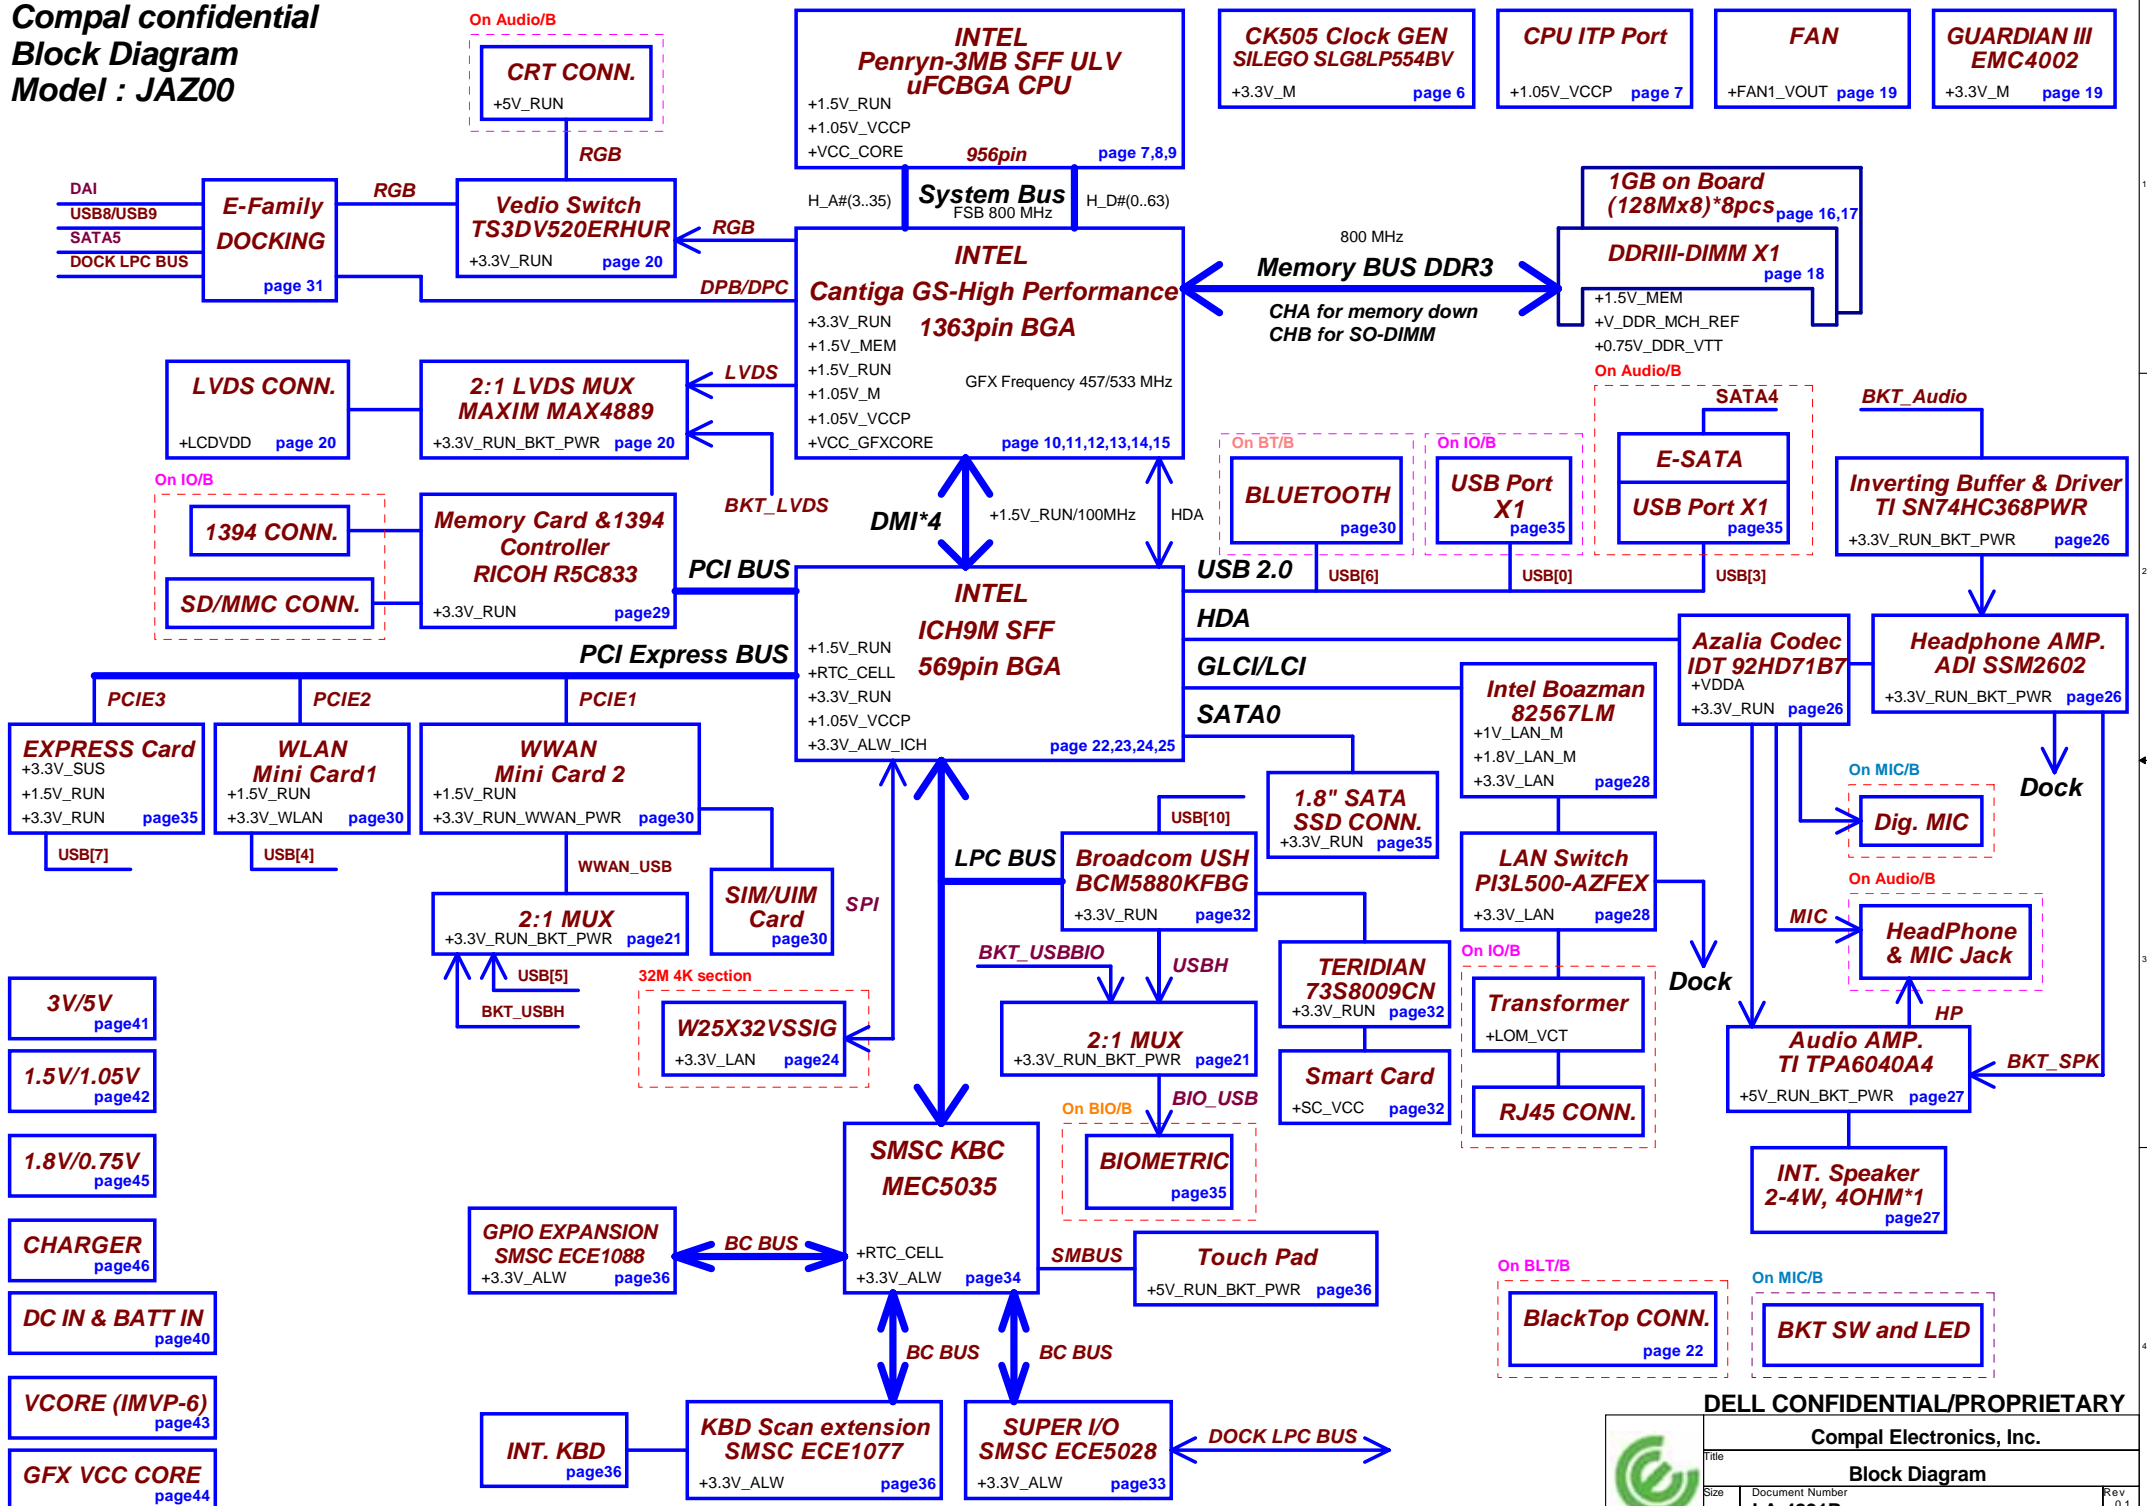 Compal confidential
Block Diagram
Model : JAZ00
On Audio/B
CRT CONN.
+5V_RUN
RGB
INTEL
Penryn-3MB SFF ULV
uFCBGA CPU
+1.5V_RUN
+1.05V_VCCP
+VCC_CORE
956pin
page 7,8,9
CK505 Clock GEN
SILEGO SLG8LP554BV
+3.3V_M
page 6
CPU ITP Port
+1.05V_VCCP
page 7
FAN
+FAN1_VOUT
page 19
GUARDIAN III
EMC4002
+3.3V_M
page 19
DAI
USB8/USB9
SATA5
DOCK LPC BUS
E-Family
DOCKING
page 31
RGB
Vedio Switch
TS3DV520ERHUR
+3.3V_RUN
page 20
RGB
DPB/DPC
H_A#(3..35)
System Bus
FSB 800 MHz
H_D#(0..63)
INTEL
Cantiga GS-High Performance
1363pin BGA
+3.3V_RUN
+1.5V_MEM
+1.5V_RUN
+1.05V_M
+1.05V_VCCP
+VCC_GFXCORE
GFX Frequency 457/533 MHz
page 10,11,12,13,14,15
800 MHz
Memory BUS DDR3
CHA for memory down
CHB for SO-DIMM
1GB on Board
(128Mx8)*8pcs
page 16,17
DDRIII-DIMM X1
page 18
+1.5V_MEM
+V_DDR_MCH_REF
+0.75V_DDR_VTT
LVDS CONN.
+LCDVDD
page 20
2:1 LVDS MUX
MAXIM MAX4889
+3.3V_RUN_BKT_PWR
page 20
LVDS
BKT_LVDS
On IO/B
1394 CONN.
SD/MMC CONN.
Memory Card &1394
Controller
RICOH R5C833
+3.3V_RUN
page29
PCI BUS
DMI*4
+1.5V_RUN/100MHz
HDA
On BT/B
BLUETOOTH
page30
USB[6]
On IO/B
USB Port
X1
page35
USB[0]
On Audio/B
SATA4
E-SATA
USB Port X1
page35
USB[3]
BKT_Audio
Inverting Buffer & Driver
TI SN74HC368PWR
+3.3V_RUN_BKT_PWR
page26
INTEL
ICH9M SFF
569pin BGA
+1.5V_RUN
+RTC_CELL
+3.3V_RUN
+1.05V_VCCP
+3.3V_ALW_ICH
page 22,23,24,25
USB 2.0
HDA
GLCI/LCI
SATA0
PCI Express BUS
PCIE3
PCIE2
PCIE1
Azalia Codec
IDT 92HD71B7
+VDDA
+3.3V_RUN
page26
Headphone AMP.
ADI SSM2602
+3.3V_RUN_BKT_PWR
page26
Dock
EXPRESS Card
+3.3V_SUS
+1.5V_RUN
+3.3V_RUN
page35
USB[7]
WLAN
Mini Card1
+1.5V_RUN
+3.3V_WLAN
page30
USB[4]
WWAN
Mini Card 2
+1.5V_RUN
+3.3V_RUN_WWAN_PWR
page30
WWAN_USB
SIM/UIM
Card
page30
2:1 MUX
+3.3V_RUN_BKT_PWR
page21
USB[5]
BKT_USBH
SPI
32M 4K section
W25X32VSSIG
+3.3V_LAN
page24
LPC BUS
USB[10]
Broadcom USH
BCM5880KFBG
+3.3V_RUN
page32
BKT_USBBIO
USBH
2:1 MUX
+3.3V_RUN_BKT_PWR
page21
BIO_USB
On BIO/B
BIOMETRIC
page35
1.8" SATA
SSD CONN.
+3.3V_RUN
page35
TERIDIAN
73S8009CN
+3.3V_RUN
page32
Smart Card
+SC_VCC
page32
Intel Boazman
82567LM
+1V_LAN_M
+1.8V_LAN_M
+3.3V_LAN
page28
LAN Switch
PI3L500-AZFEX
+3.3V_LAN
page28
Dock
On IO/B
Transformer
+LOM_VCT
RJ45 CONN.
On MIC/B
Dig. MIC
On Audio/B
MIC
HeadPhone
& MIC Jack
HP
Audio AMP.
TI TPA6040A4
+5V_RUN_BKT_PWR
page27
BKT_SPK
INT. Speaker
2-4W, 4OHM*1
page27
3V/5V
page41
1.5V/1.05V
page42
1.8V/0.75V
page45
CHARGER
page46
DC IN & BATT IN
page40
VCORE (IMVP-6)
page43
GFX VCC CORE
page44
SMSC KBC
MEC5035
+RTC_CELL
+3.3V_ALW
page34
GPIO EXPANSION
SMSC ECE1088
+3.3V_ALW
page36
BC BUS
SMBUS
Touch Pad
+5V_RUN_BKT_PWR
page36
BC BUS
BC BUS
INT. KBD
page36
KBD Scan extension
SMSC ECE1077
+3.3V_ALW
page36
SUPER I/O
SMSC ECE5028
+3.3V_ALW
page33
DOCK LPC BUS
On BLT/B
BlackTop CONN.
page 22
On MIC/B
BKT SW and LED
1
2
3
4
DELL CONFIDENTIAL/PROPRIETARY
Compal Electronics, Inc.
Title
Block Diagram
Size
Document Number
Rev